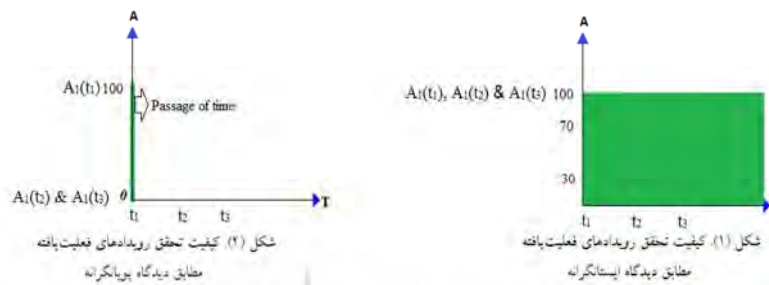 A
A₁(t₁), A₁(t₂) & A₁(t₃) 100
70
30
t₁ t₂ t₃
شکل (۱). کیفیت تحقق رویدادهای فعلیت‌یافته
مطابق دیدگاه ایستانگرانه
A
A₁(t₁) 100
Passage of time
A₁(t₂) & A₁(t₃) 0
T
t₁ t₂ t₃
شکل (۲). کیفیت تحقق رویدادهای فعلیت‌یافته
مطابق دیدگاه پویانگرانه